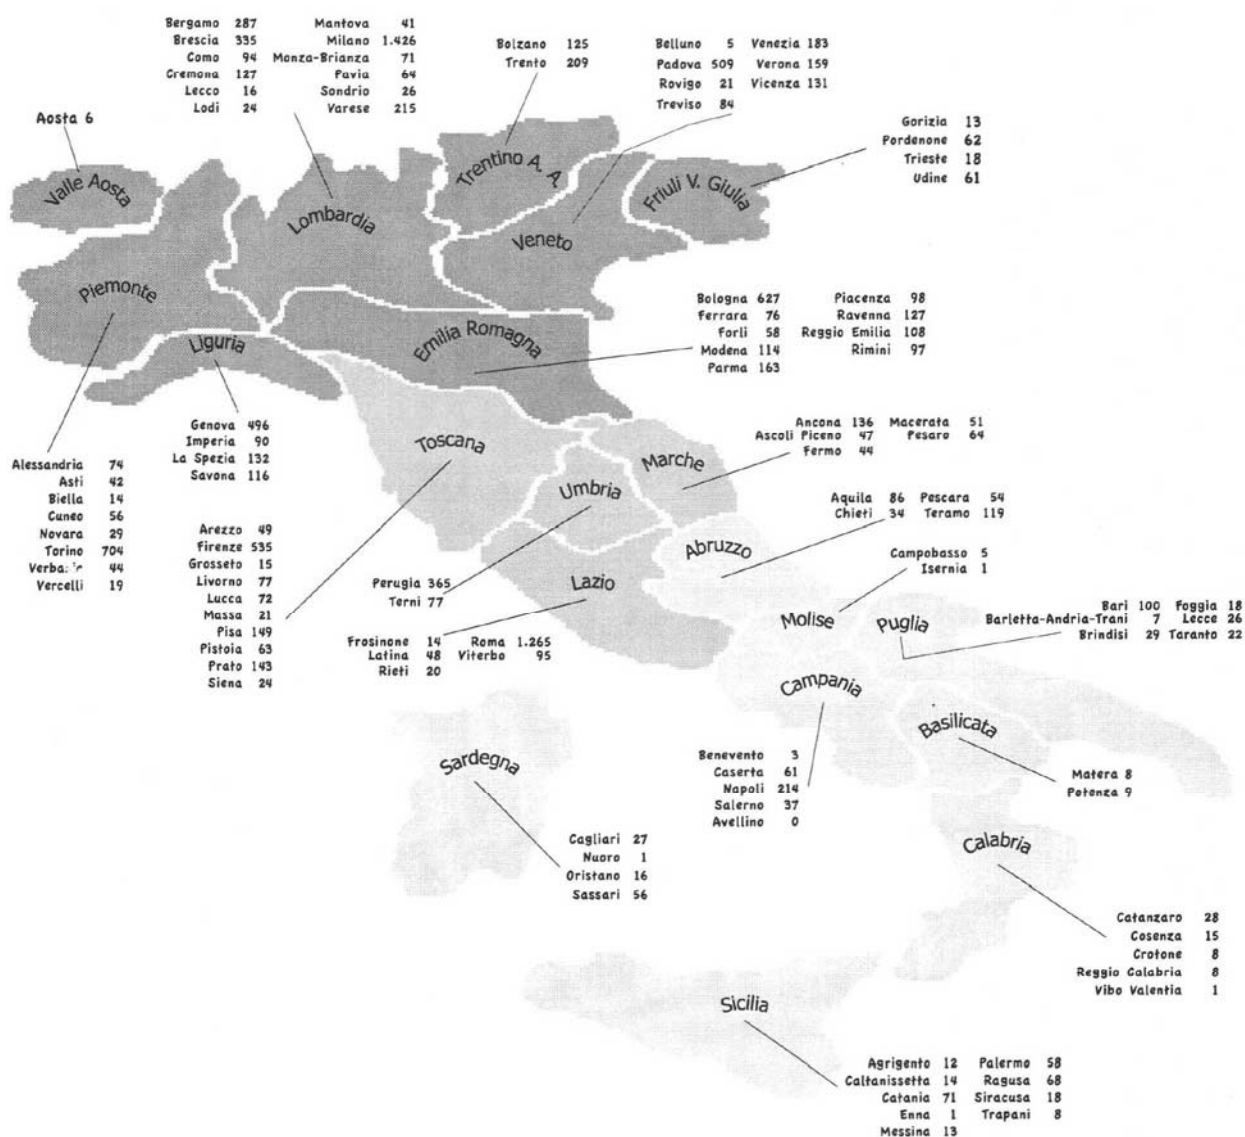 Bergamo 287 Mantova 41
Brescia 335 Milano 1.426
Como 94 Monza-Brianza 71
Cremona 127 Pavia 64
Lecco 16 Sondrio 26
Lodi 24 Varese 215
Bolzano 125
Trento 209
Belluno 5 Venezia 183
Padova 509 Verona 159
Rovigo 21 Vicenza 131
Treviso 84
Aosta 6
Gorizia 13
Pordenone 62
Trieste 18
Udine 61
Valle Aosta
Lombardia
Trentino A. A.
Veneto
Friuli V. Giulia
Piemonte
Liguria
Emilia Romagna
Bologna 627 Piacenza 98
Ferrara 76 Ravenna 127
Forlì 58 Reggio Emilia 108
Modena 114 Rimini 97
Parma 163
Genova 496
Imperia 90
La Spezia 132
Savona 116
Toscana
Marche
Umbria
Ancona 136 Macerata 51
Ascoli Piceno 47 Pesaro 64
Fermo 44
Alessandria 74
Asti 42
Biella 14
Cuneo 56
Novara 29
Torino 704
44
Vercelli 19
Arezzo 49
Firenze 535
Grosseto 15
Livorno 77
Lucca 72
Massa 21
Pisa 149
Pistoia 63
Prato 143
Siena 24
Aquila 86 Pescara 54
Chieti 34 Teramo 119
Abruzzo
Lazio
Perugia 365
Terni 77
Campobasso 5
Isernia 1
Molise
Puglia
Bari 100 Foggia 18
Barletta-Andria-Trani 7 Lecce 26
Brindisi 29 Taranto 22
Frosinone 14 Roma 1.265
Latina 48 Viterbo 95
Rieti 20
Campania
Basilicata
Sardegna
Benevento 3
Caserta 61
Napoli 214
Salerno 37
Avellino 0
Matera 8
Potenza 9
Cagliari 27
Nuoro 1
Oristano 16
Sassari 56
Calabria
Catanzaro 28
Cosenza 15
Crotone 8
Reggio Calabria 8
Vibo Valentia 1
Sicilia
Agrigento 12 Palermo 58
Caltanissetta 14 Ragusa 68
Catania 71 Siracusa 18
Enna 1 Trapani 8
Messina 13